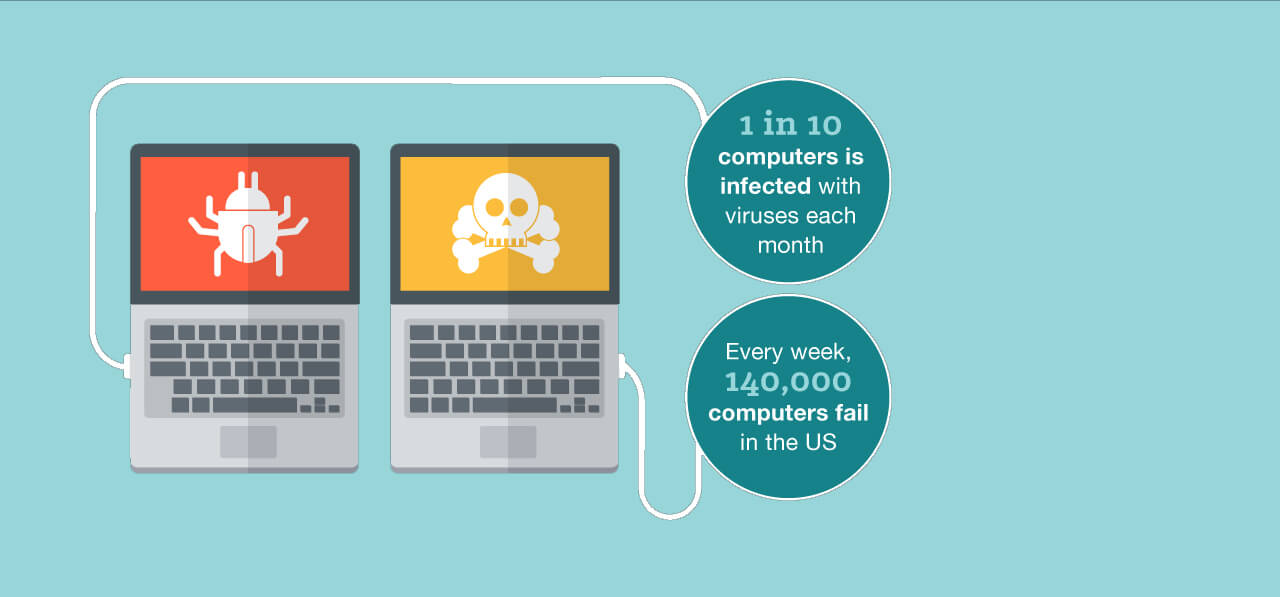 1 in 10
computers is
infected with
viruses each
month
Every week,
140,000
computers fail
in the US